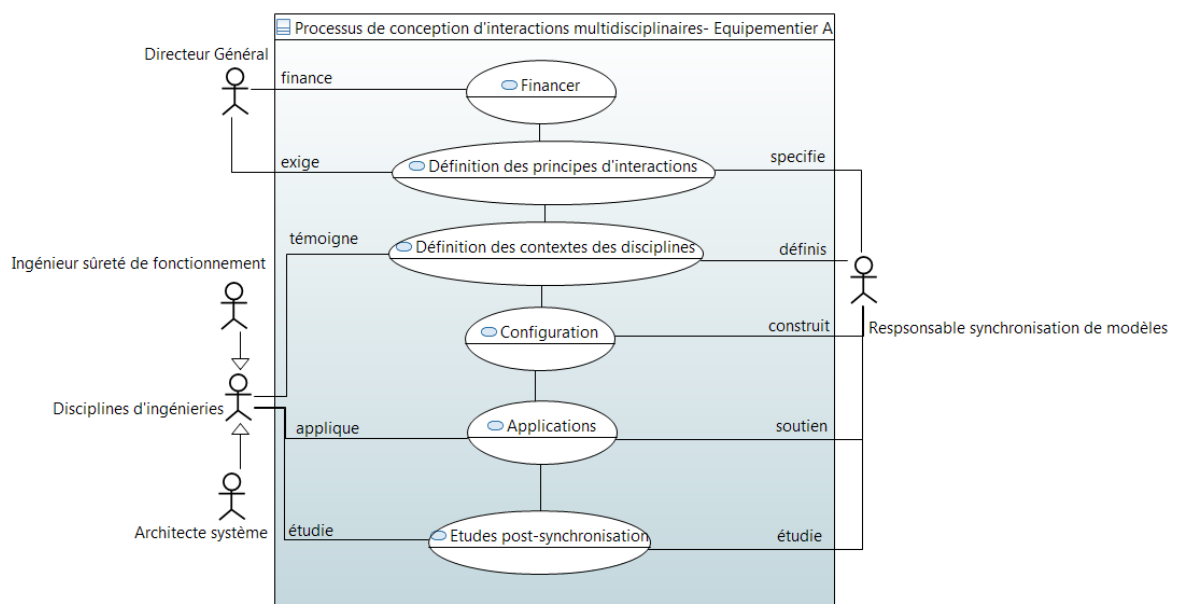 Processus de conception d'interactions multidisciplinaires- Equipementier A
Directeur Général
finance
Financer
exige
Définition des principes d'interactions
specifie
témoigne
Définition des contextes des disciplines
définis
Ingénieur sûreté de fonctionnement
Configuration
construit
Respsonsable synchronisation de modèles
Disciplines d'ingénieries
applique
Applications
soutien
Architecte système
étudie
Etudes post-synchronisation
étudie